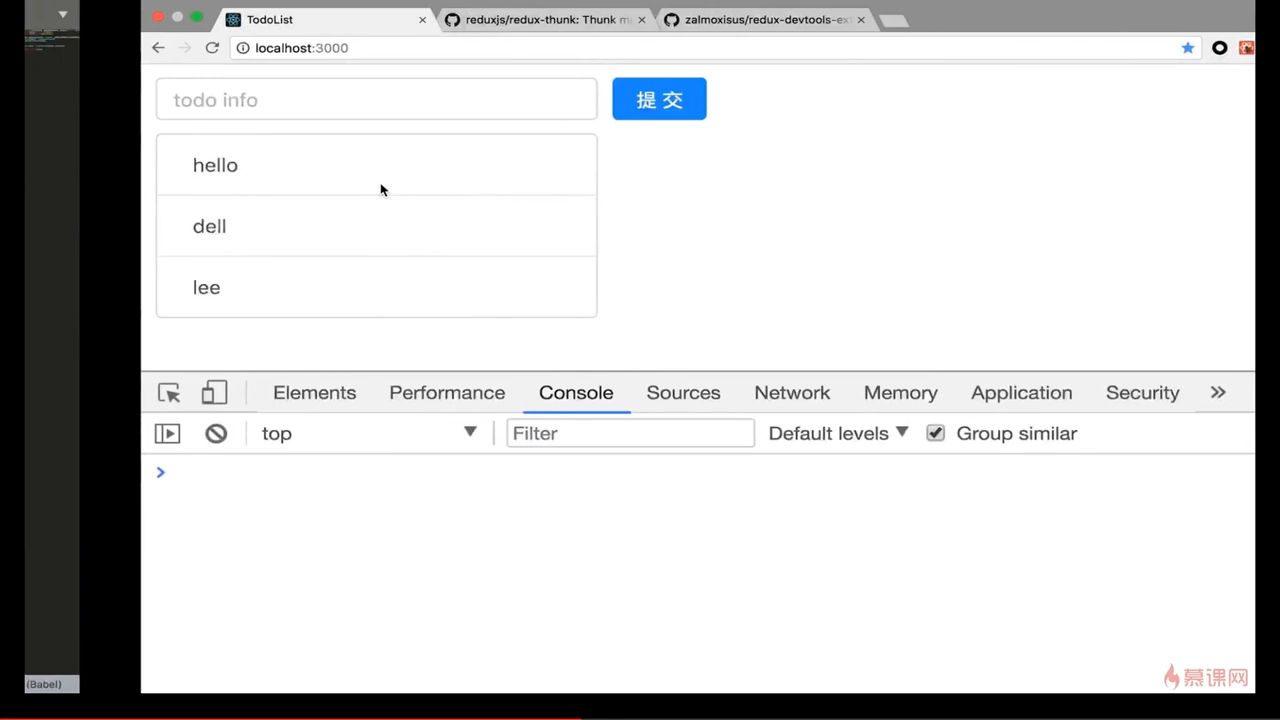 TodoList
reduxjs/redux-thunk: Thunk m
zalmoxisus/redux-devtools-ext
localhost:3000
todo info
提 交
hello
dell
lee
Elements Performance Console Sources Network Memory Application Security
top Filter Default levels Group similar
慕课网
(Babel)